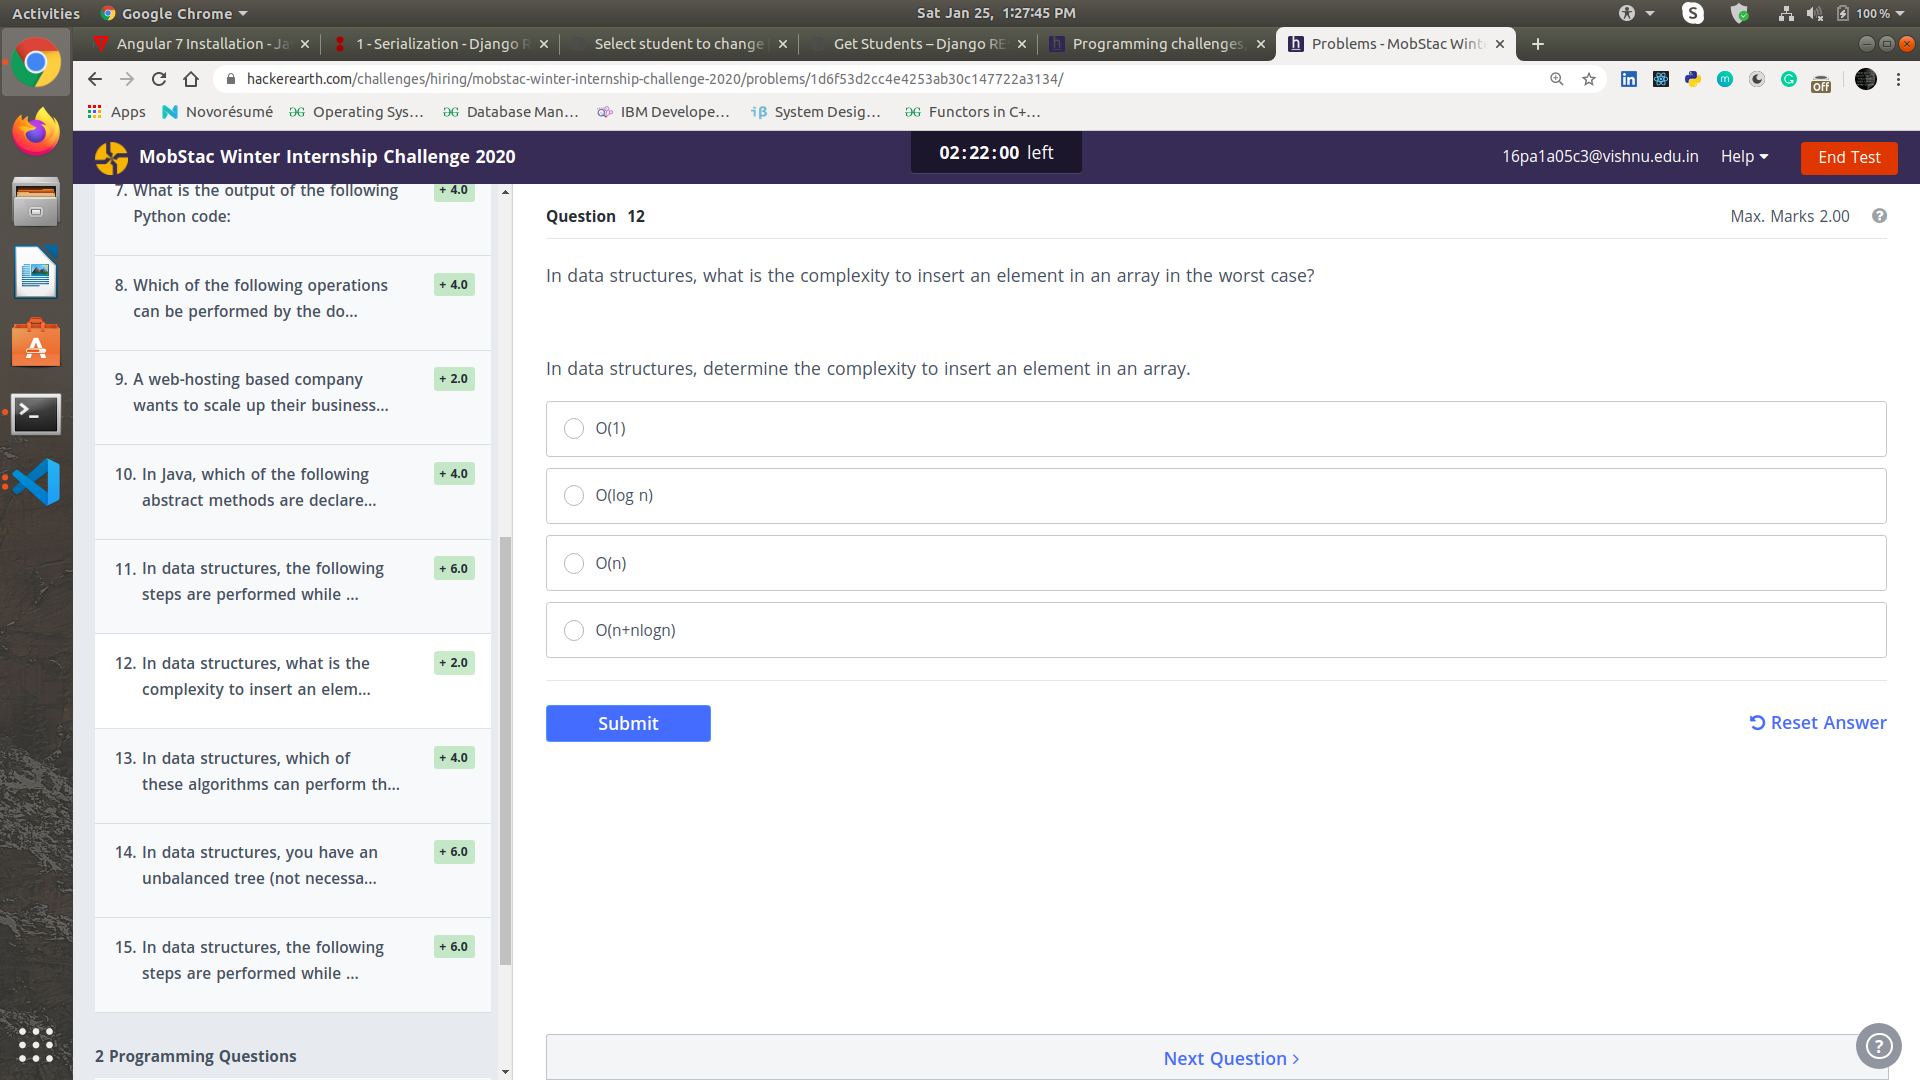 Activities
Google Chrome
Sat Jan 25, 1:27:45 PM
100 %
Angular 7 Installation - Ja
1 - Serialization - Django R
Select student to change
Get Students – Django RE
Programming challenges,
Problems - MobStac Wint
hackerearth.com/challenges/hiring/mobstac-winter-internship-challenge-2020/problems/1d6f53d2cc4e4253ab30c147722a3134/
Off
Apps
Novorésumé
Operating Sys...
Database Man...
IBM Develope...
System Desig...
Functors in C+...
MobStac Winter Internship Challenge 2020
02:22:00 left
16pa1a05c3@vishnu.edu.in
Help
End Test
7. What is the output of the following
Python code:
+ 4.0
8. Which of the following operations
can be performed by the do...
+ 4.0
9. A web-hosting based company
wants to scale up their business...
+ 2.0
10. In Java, which of the following
abstract methods are declare...
+ 4.0
11. In data structures, the following
steps are performed while ...
+ 6.0
12. In data structures, what is the
complexity to insert an elem...
+ 2.0
13. In data structures, which of
these algorithms can perform th...
+ 4.0
14. In data structures, you have an
unbalanced tree (not necessa...
+ 6.0
15. In data structures, the following
steps are performed while ...
+ 6.0
2 Programming Questions
Question 12
Max. Marks 2.00
In data structures, what is the complexity to insert an element in an array in the worst case?
In data structures, determine the complexity to insert an element in an array.
O(1)
O(log n)
O(n)
O(n+nlogn)
Submit
Reset Answer
Next Question